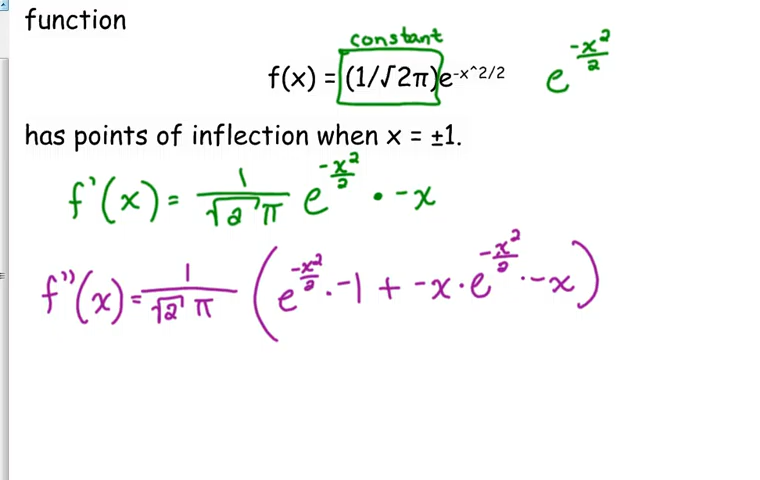 function
constant
f(x) = (1/√2π)e^-x^2/2 e^{-x²/2}
has points of inflection when x = ±1.
f'(x) = 1/(√2 π) e^{-x²/2} · -x
f''(x) = 1/(√2 π) (e^{-x²/2} · -1 + -x · e^{-x²/2} · -x)